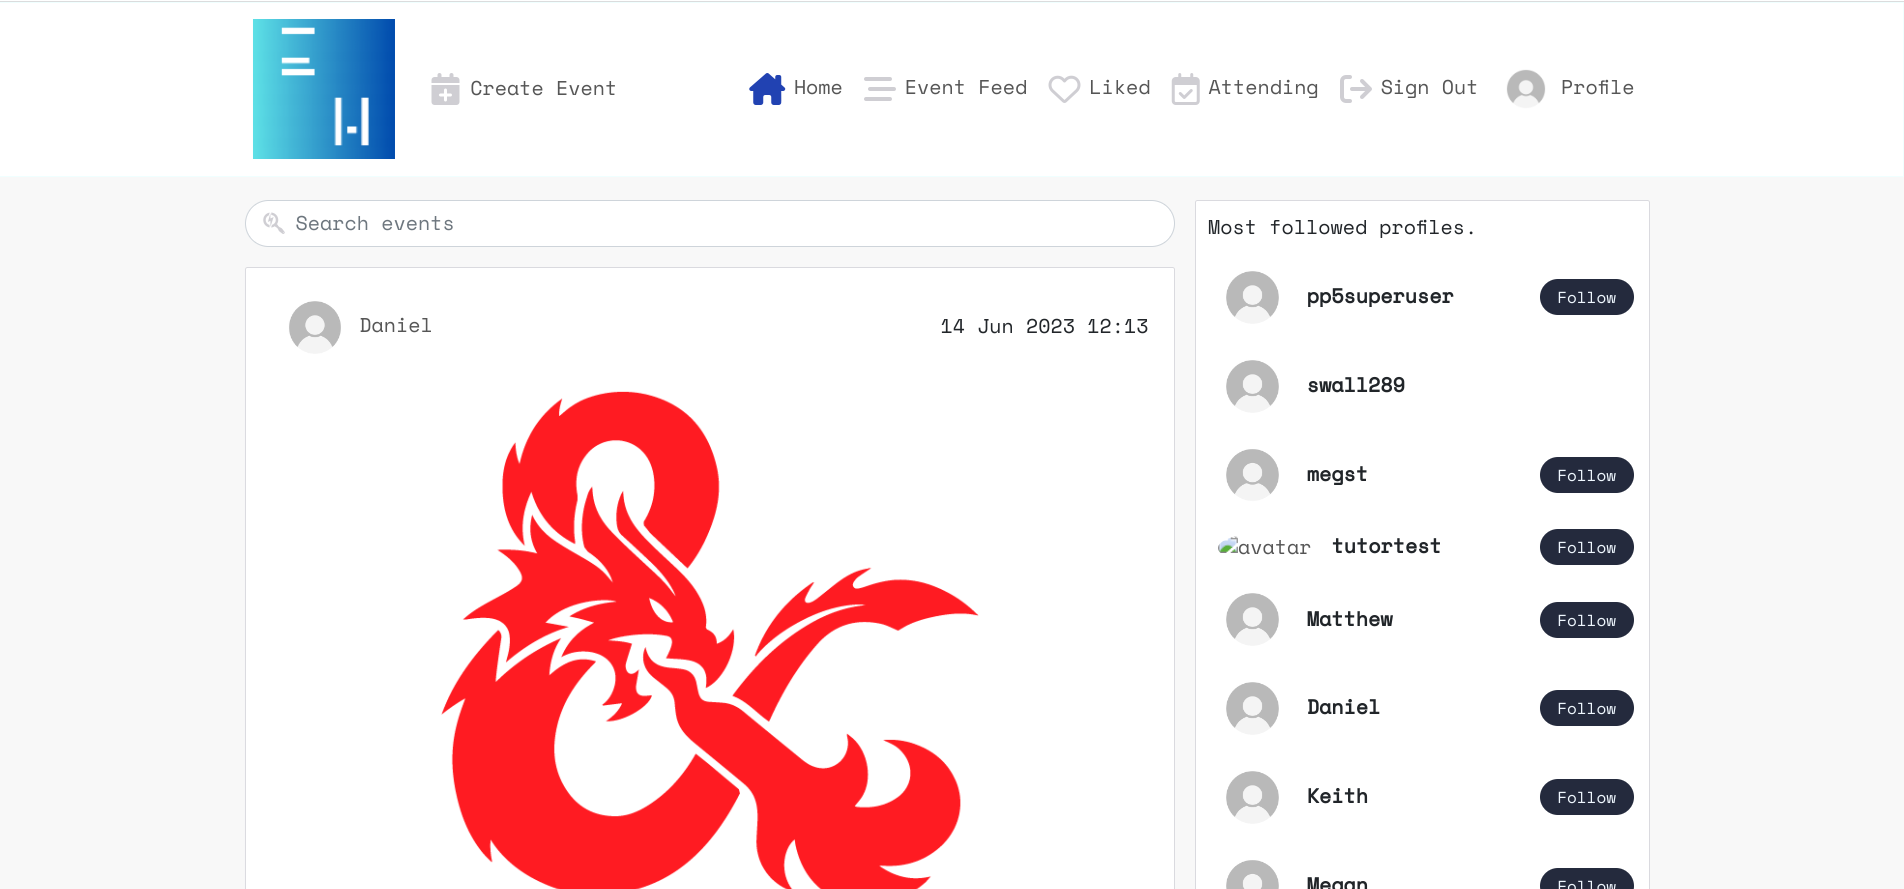 Create Event
Home
Event Feed
Liked
Attending
Sign Out
Profile
Search events
Daniel
14 Jun 2023 12:13
Most followed profiles.
pp5superuser
Follow
swall289
megst
Follow
avatar
tutortest
Follow
Matthew
Follow
Daniel
Follow
Keith
Follow
Megan
Follow